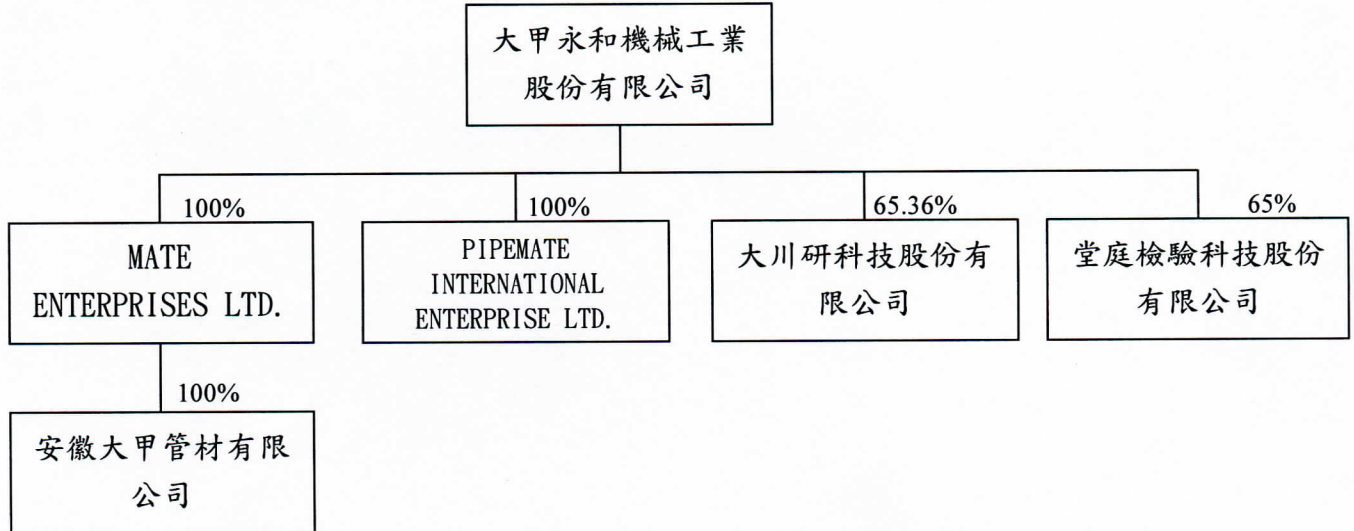 大甲永和機械工業
股份有限公司
100%
100%
65.36%
65%
MATE
ENTERPRISES LTD.
PIPEMATE
INTERNATIONAL
ENTERPRISE LTD.
大川研科技股份有
限公司
堂庭檢驗科技股份
有限公司
100%
安徽大甲管材有限
公司